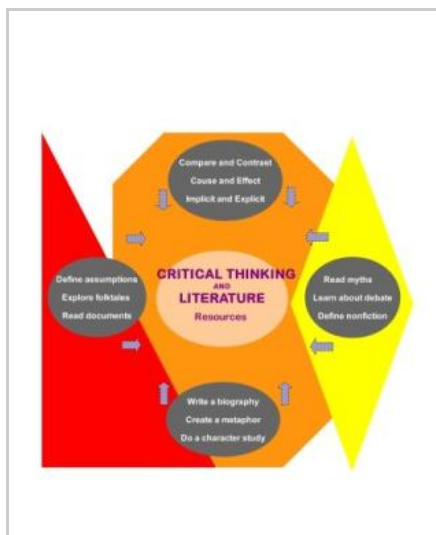 Compare and Contrast
Cause and Effect
Implicit and Explicit
Define assumptions
Explore folktales
Read documents
CRITICAL THINKING
AND
LITERATURE
Resources
Read myths
Learn about debate
Define nonfiction
Write a biography
Create a metaphor
Do a character study